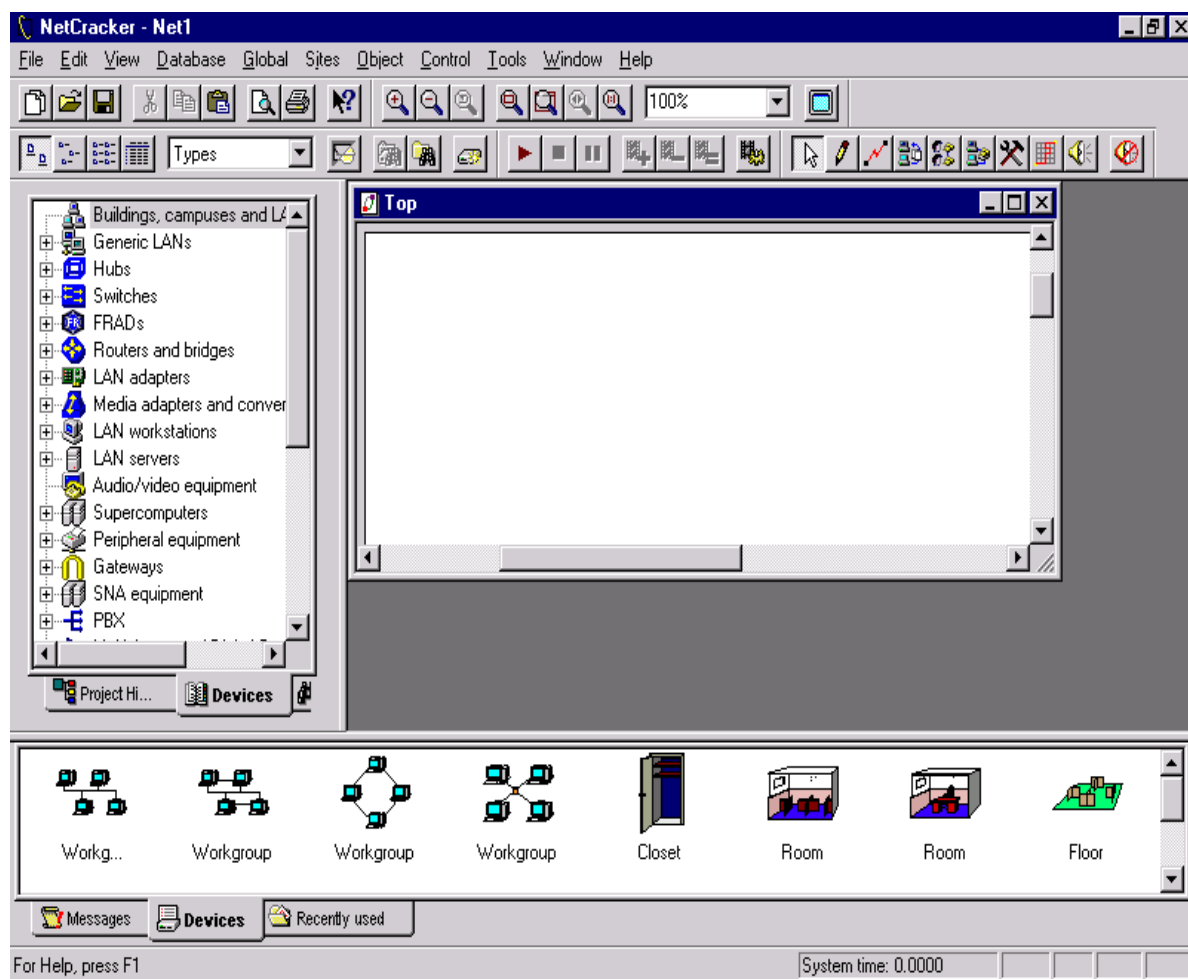 NetCracker - Net1
File Edit View Database Global Sites Object Control Tools Window Help
100%
Types
Top
Buildings, campuses and LA
Generic LANs
Hubs
Switches
FRADs
Routers and bridges
LAN adapters
Media adapters and conver
LAN workstations
LAN servers
Audio/video equipment
Supercomputers
Peripheral equipment
Gateways
SNA equipment
PBX
Project Hi... Devices
Workg... Workgroup Workgroup Workgroup Closet Room Room Floor
Messages Devices Recently used
For Help, press F1 System time: 0.0000